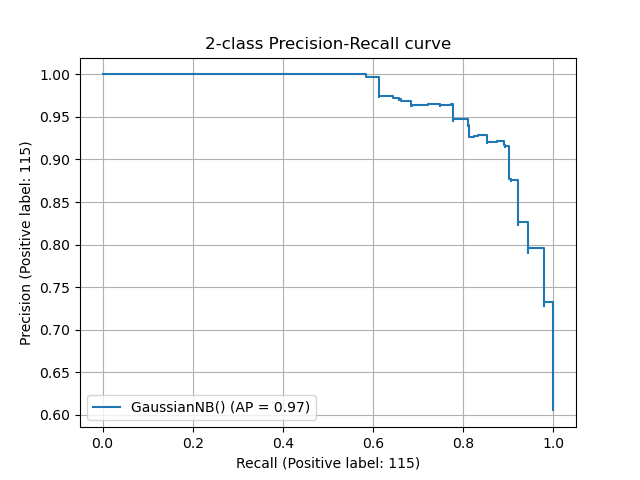 2-class Precision-Recall curve
1.00
0.95
0.90
0.85
0.80
0.75
0.70
0.65
0.60
Precision (Positive label: 115)
GaussianNB() (AP = 0.97)
0.0 0.2 0.4 0.6 0.8 1.0
Recall (Positive label: 115)